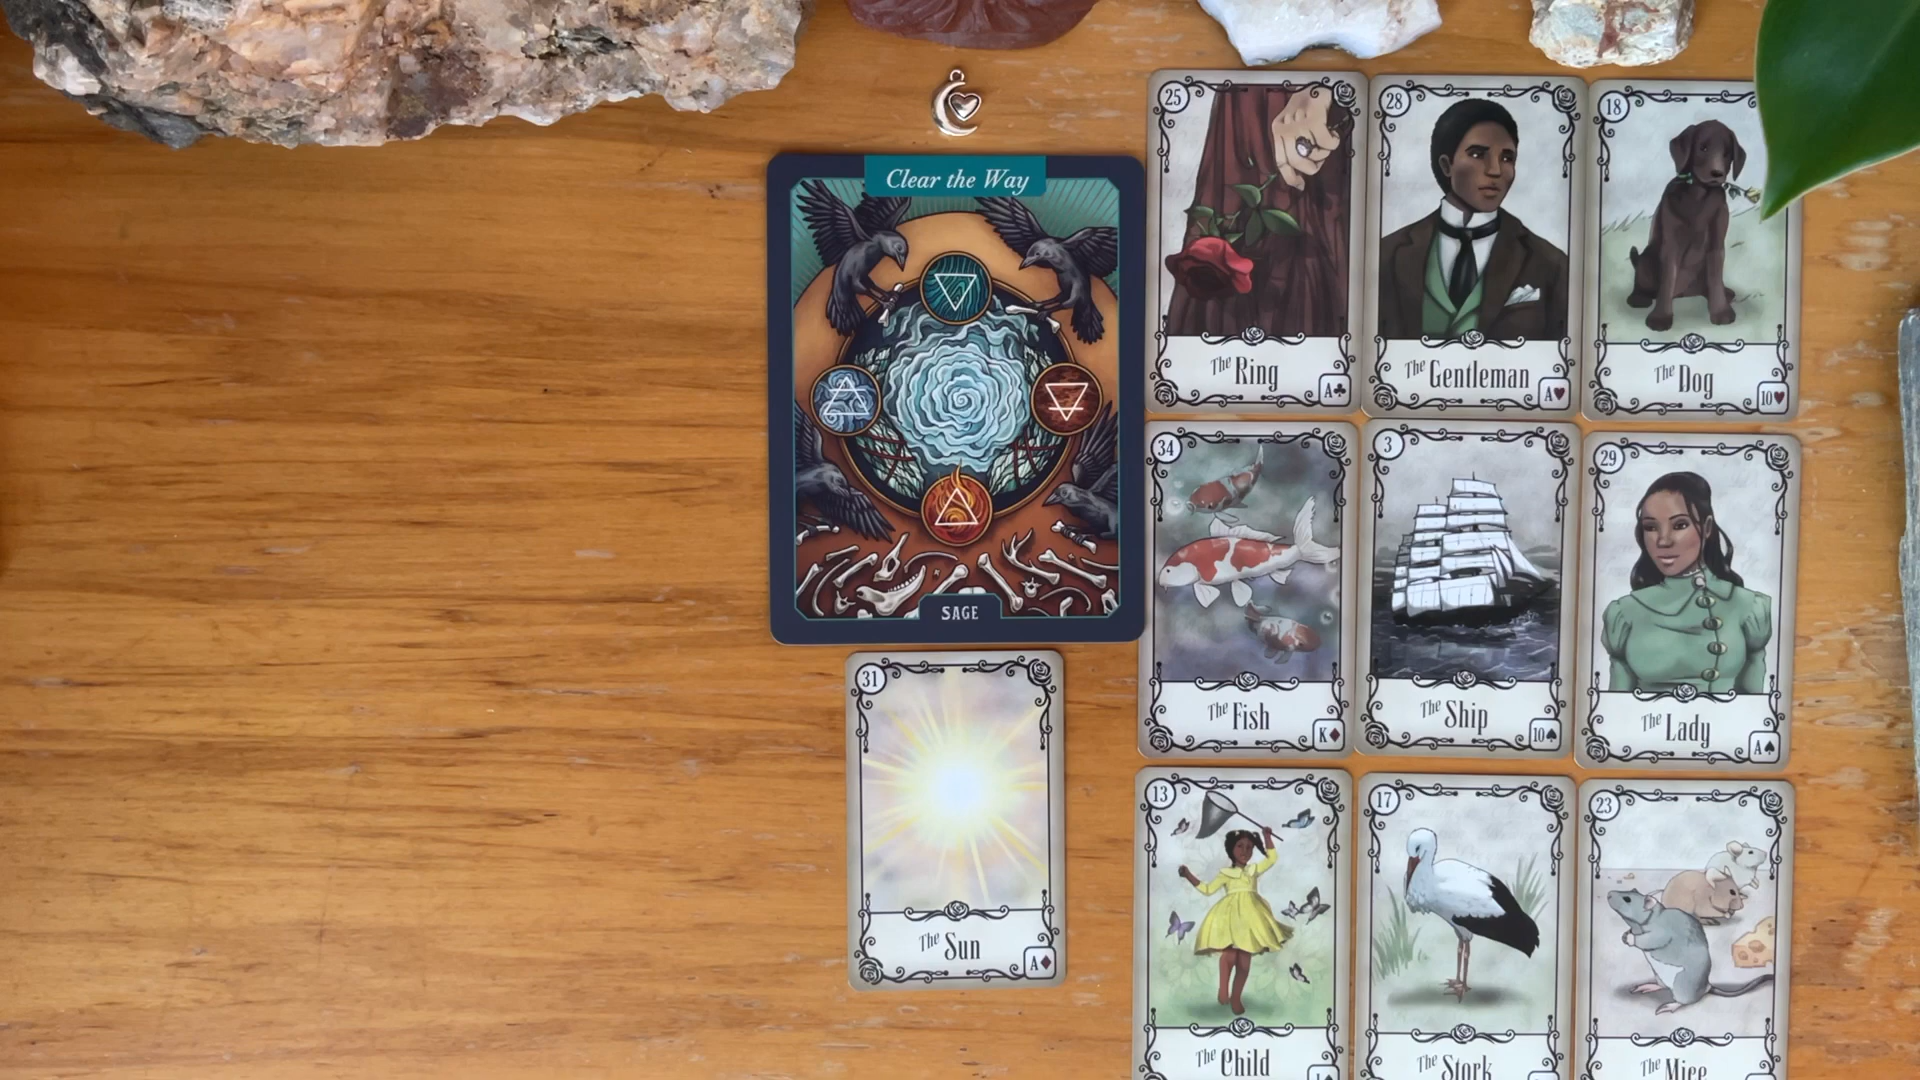 Clear the Way
SAGE
31
The Sun
A
25
The Ring
A
28
The Gentleman
A
18
The Dog
10
34
The Fish
K
3
The Ship
10
29
The Lady
A
13
The Child
17
The Stork
23
The Mice